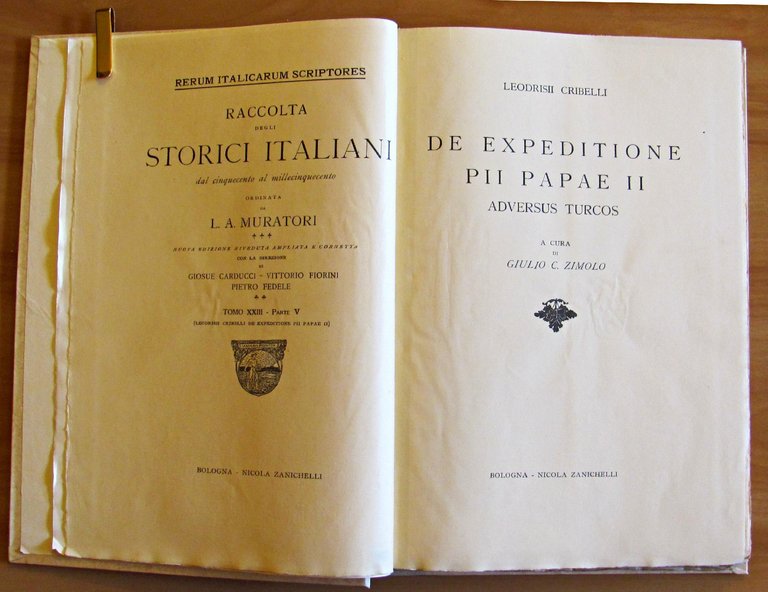 RERUM ITALICARUM SCRIPTORES
RACCOLTA
DEGLI
STORICI ITALIANI
dal cinquecento al millecinquecento
ORDINATA
DA
L. A. MURATORI
NUOVA EDIZIONE RIVEDUTA AMPLIATA E CORRETTA
CON LA DIREZIONE
DI
GIOSUE CARDUCCI - VITTORIO FIORINI
PIETRO FEDELE
TOMO XXIII - PARTE V
(LEODRISII CRIBELLI DE EXPEDITIONE PII PAPAE II)
BOLOGNA - NICOLA ZANICHELLI
LEODRISII CRIBELLI
DE EXPEDITIONE
PII PAPAE II
ADVERSUS TURCOS
A CURA
DI
GIULIO C. ZIMOLO
BOLOGNA - NICOLA ZANICHELLI